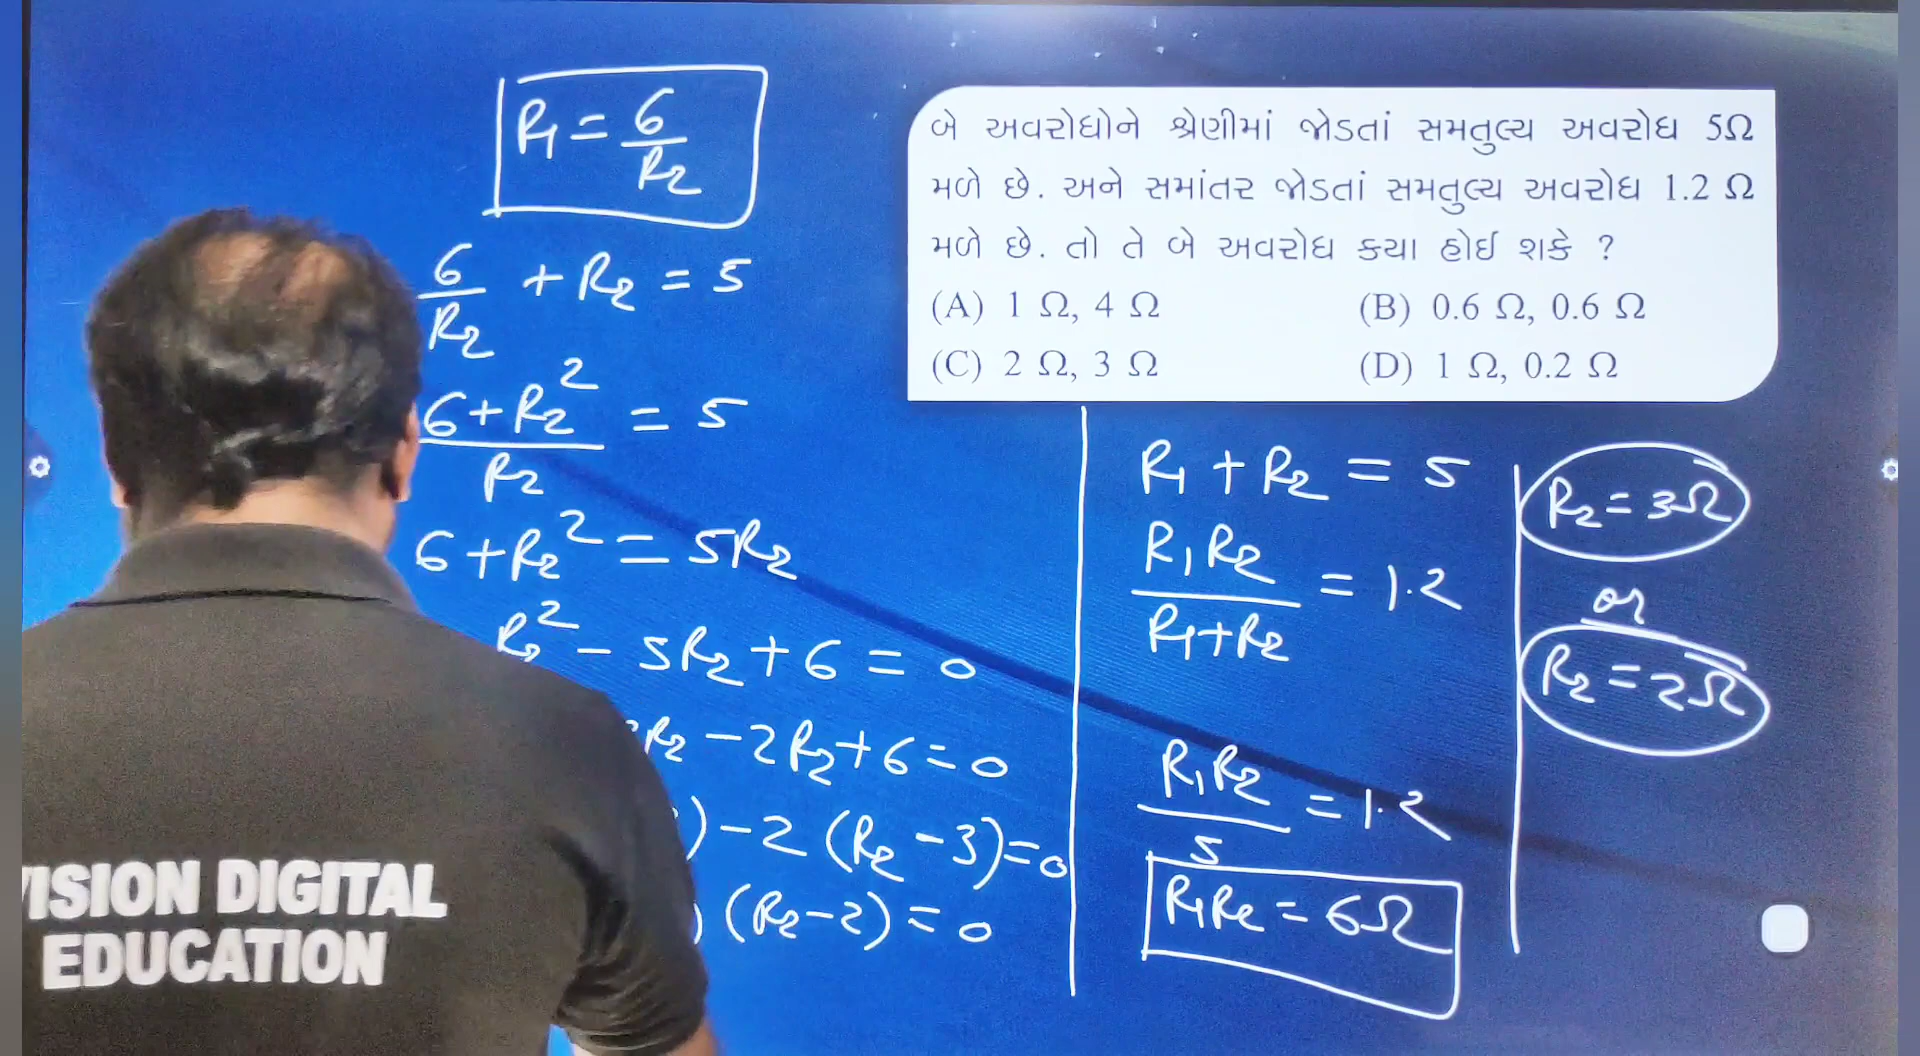 બે અવરોધોને શ્રેણીમાં જોડતાં સમતુલ્ય અવરોધ 5Ω
મળે છે. અને સમાંતર જોડતાં સમતુલ્ય અવરોધ 1.2 Ω
મળે છે. તો તે બે અવરોધ કયા હોઈ શકે ?
(A) 1 Ω, 4 Ω (B) 0.6 Ω, 0.6 Ω
(C) 2 Ω, 3 Ω (D) 1 Ω, 0.2 Ω
R₁ = 6/R₂
6/R₂ + R₂ = 5
(6+R₂²)/R₂ = 5
6+R₂² = 5R₂
R₂² - 5R₂ + 6 = 0
R₂ - 2R₂ + 6 = 0
) - 2 (R₂ - 3) = 0
) (R₂ - 2) = 0
R₁ + R₂ = 5
R₁R₂/(R₁+R₂) = 1.2
R₁R₂/5 = 1.2
R₁R₂ = 6Ω
R₂ = 3Ω
or
R₂ = 2Ω
VISION DIGITAL
EDUCATION